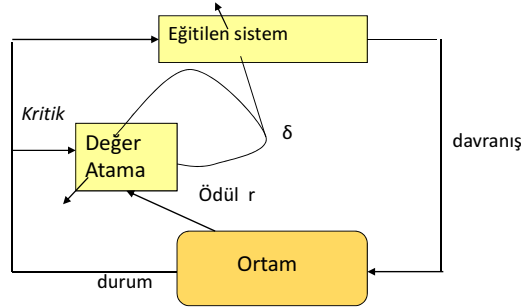 Eğitilen sistem
Kritik
Değer
Atama
δ
davranış
Ödül r
Ortam
durum